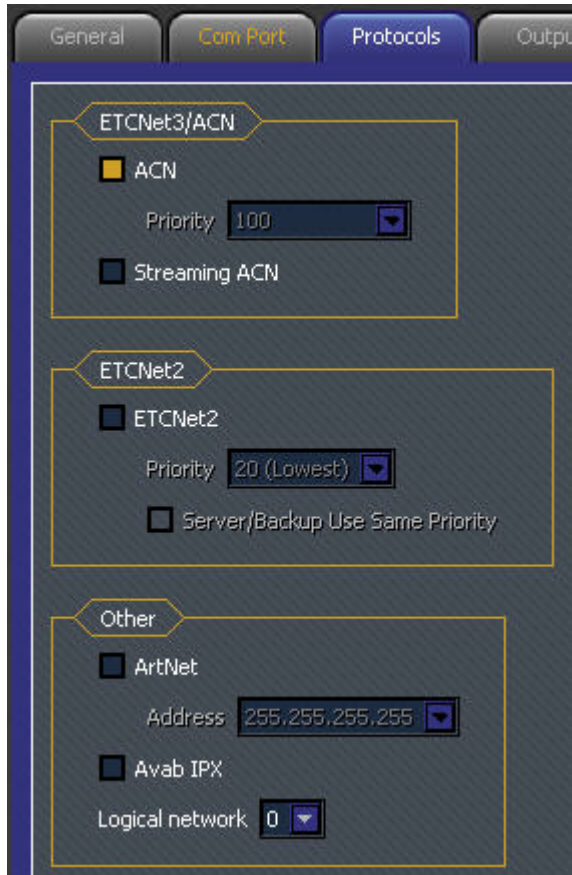 General Com Port Protocols Outpu
ETCNet3/ACN
ACN
Priority 100
Streaming ACN
ETCNet2
ETCNet2
Priority 20 (Lowest)
Server/Backup Use Same Priority
Other
ArtNet
Address 255.255.255.255
Avab IPX
Logical network 0